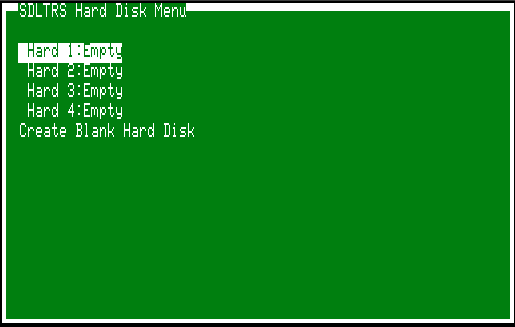 SDLTRS Hard Disk Menu
Hard 1:Empty
Hard 2:Empty
Hard 3:Empty
Hard 4:Empty
Create Blank Hard Disk